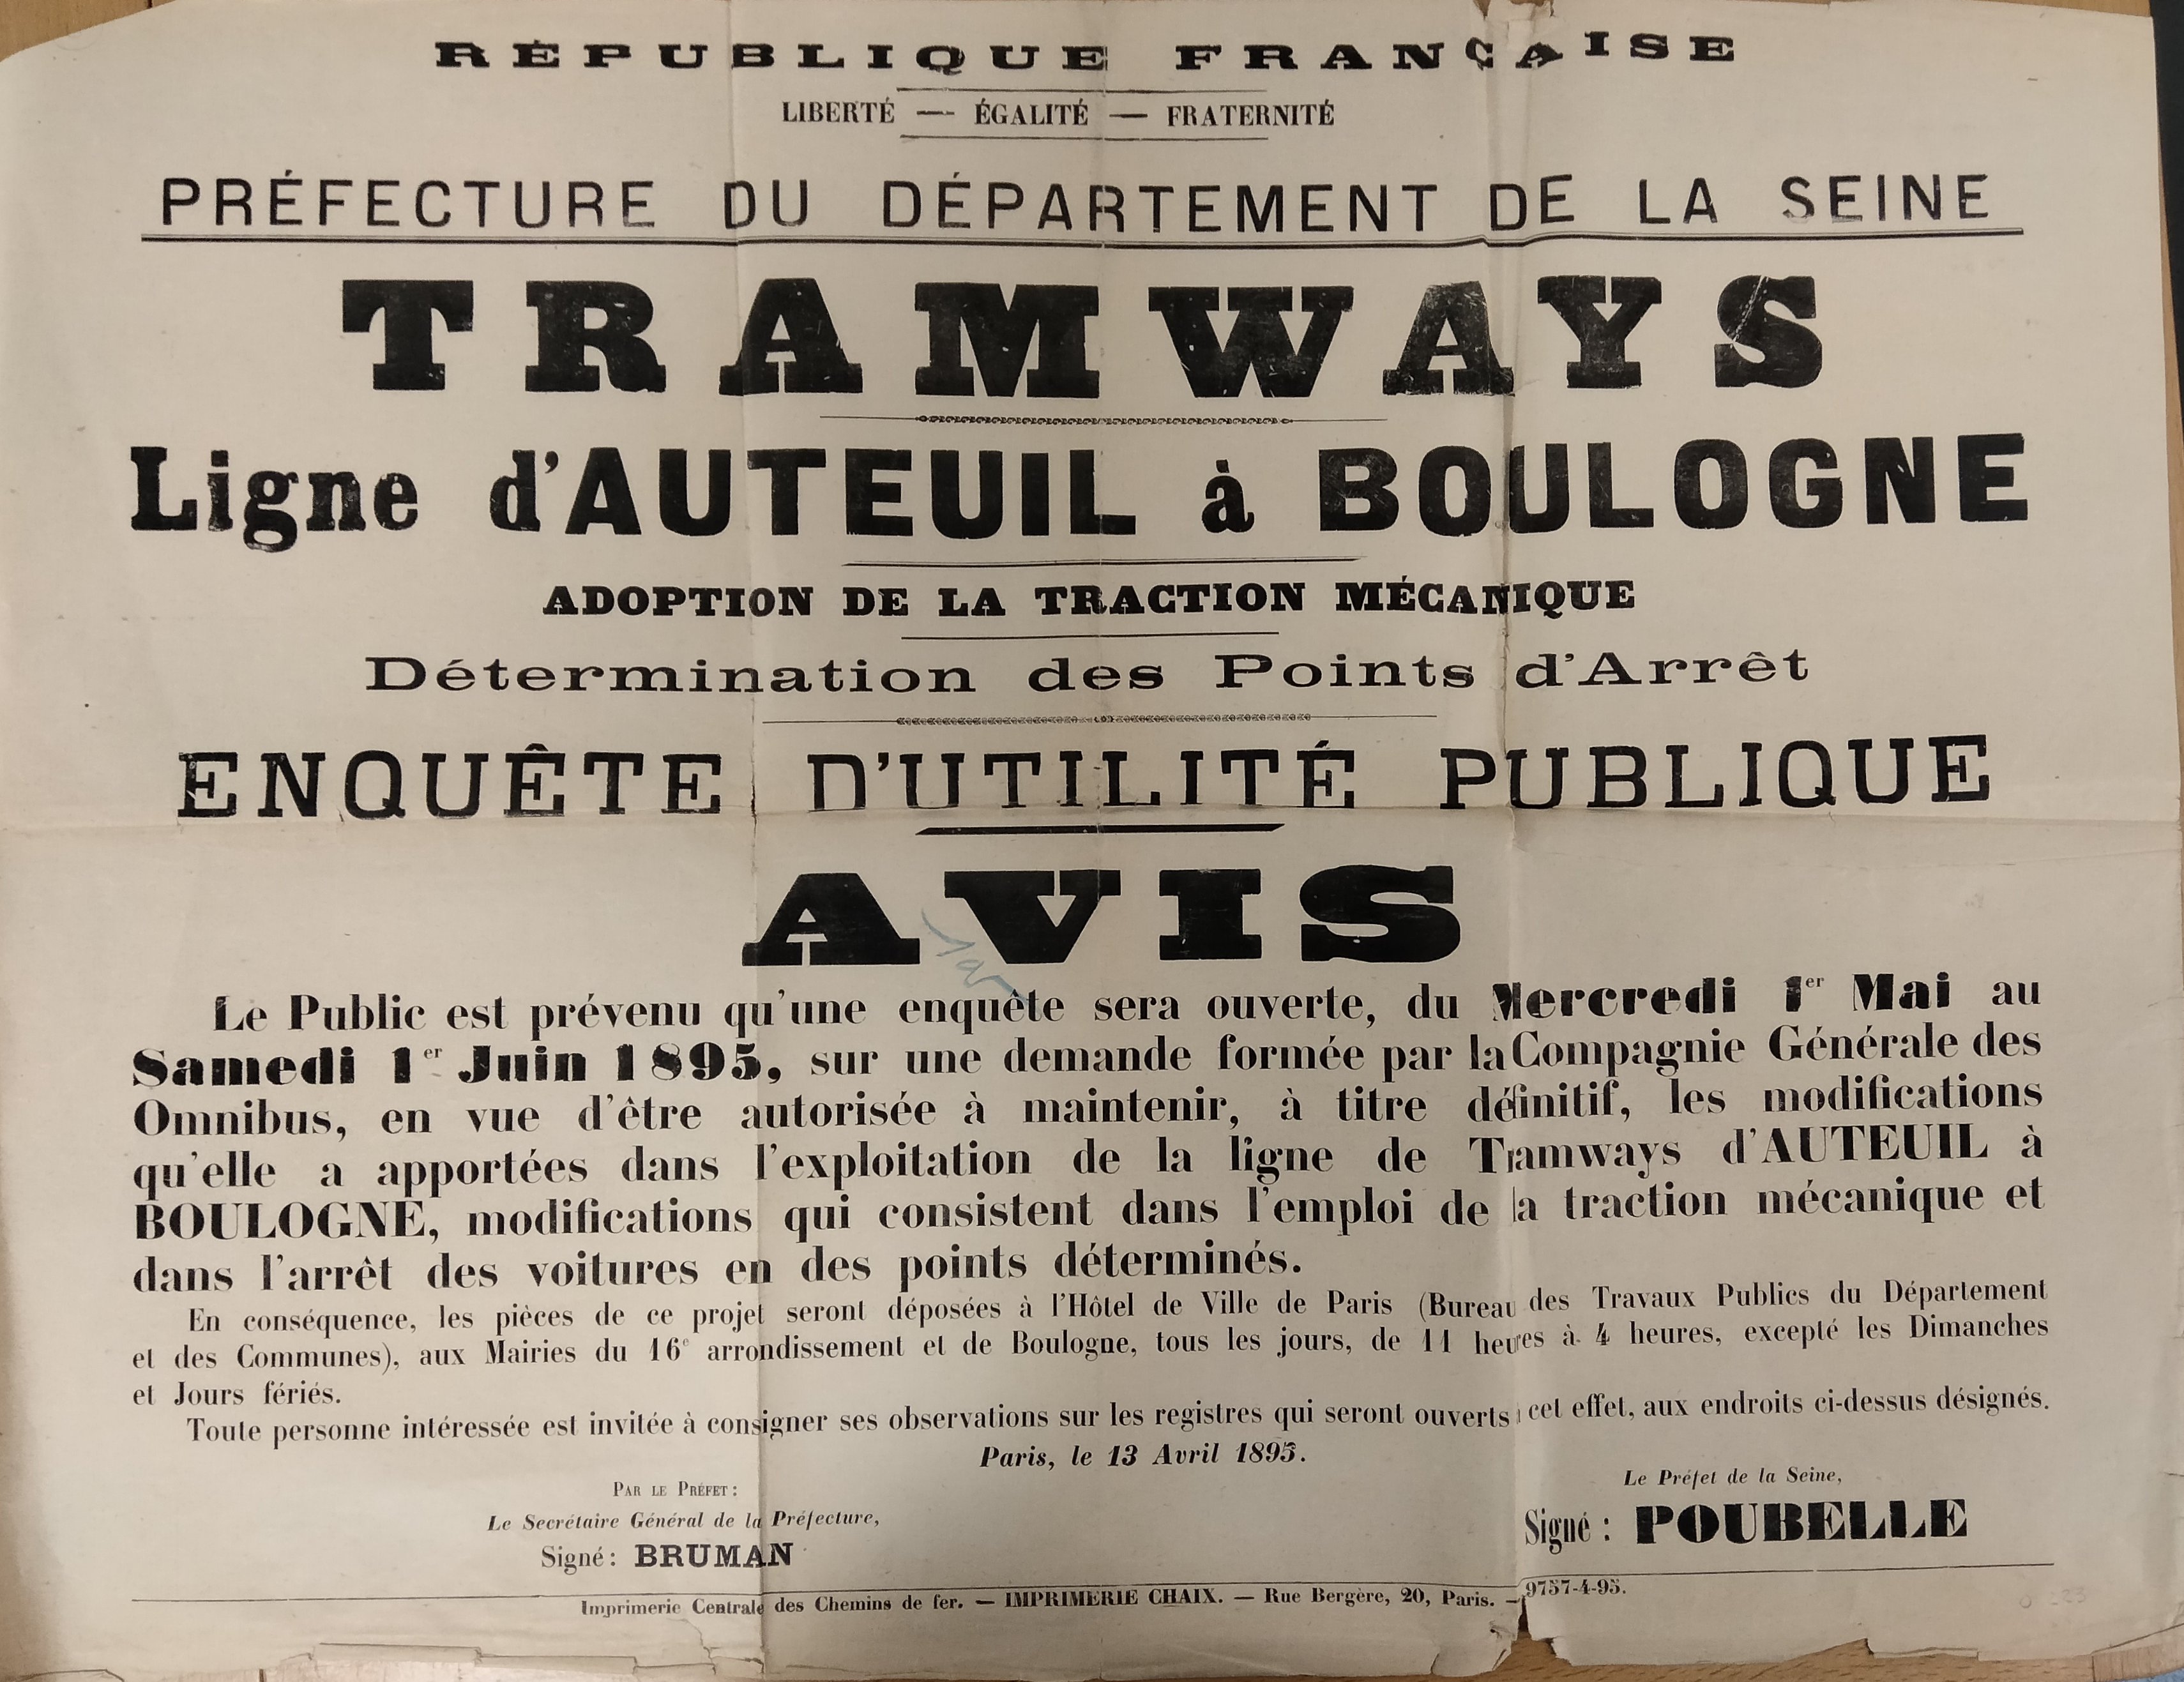 RÉPUBLIQUE FRANÇAISE
LIBERTÉ — ÉGALITÉ — FRATERNITÉ
PRÉFECTURE DU DÉPARTEMENT DE LA SEINE
TRAMWAYS
Ligne d'AUTEUIL à BOULOGNE
ADOPTION DE LA TRACTION MÉCANIQUE
Détermination des Points d'Arrêt
ENQUÊTE D'UTILITÉ PUBLIQUE
AVIS
Le Public est prévenu qu'une enquête sera ouverte, du Mercredi 1er Mai au
Samedi 1er Juin 1895, sur une demande formée par la Compagnie Générale des
Omnibus, en vue d'être autorisée à maintenir, à titre définitif, les modifications
qu'elle a apportées dans l'exploitation de la ligne de Tramways d'AUTEUIL à
BOULOGNE, modifications qui consistent dans l'emploi de la traction mécanique et
dans l'arrêt des voitures en des points déterminés.
En conséquence, les pièces de ce projet seront déposées à l'Hôtel de Ville de Paris (Bureau des Travaux Publics du Département
et des Communes), aux Mairies du 16e arrondissement et de Boulogne, tous les jours, de 11 heures à 4 heures, excepté les Dimanches
et Jours fériés.
Toute personne intéressée est invitée à consigner ses observations sur les registres qui seront ouverts à cet effet, aux endroits ci-dessus désignés.
Paris, le 13 Avril 1895.
PAR LE PRÉFET :
Le Secrétaire Général de la Préfecture,
Signé : BRUMAN
Le Préfet de la Seine,
Signé : POUBELLE
Imprimerie Centrale des Chemins de fer. — IMPRIMERIE CHAIX. — Rue Bergère, 20, Paris. — 9757-4-95.